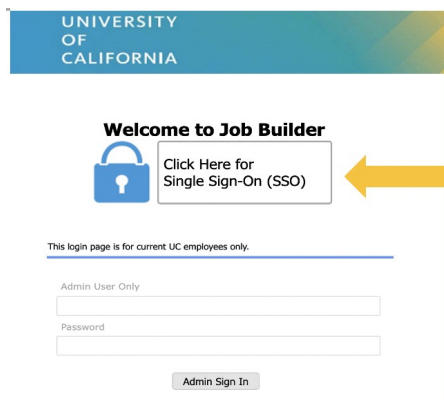 UNIVERSITY
OF
CALIFORNIA
Welcome to Job Builder
Click Here for
Single Sign-On (SSO)
This login page is for current UC employees only.
Admin User Only
Password
Admin Sign In